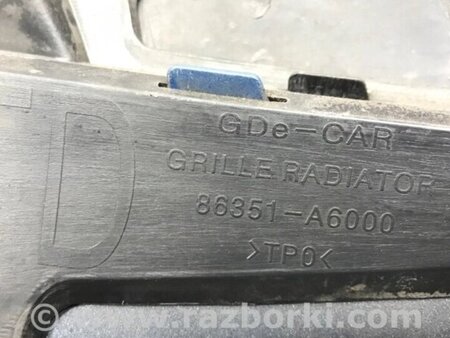 GDe-CAR
GRILLE RADIATOR
86351-A6000
>TPO<
D
© www.razborki.com